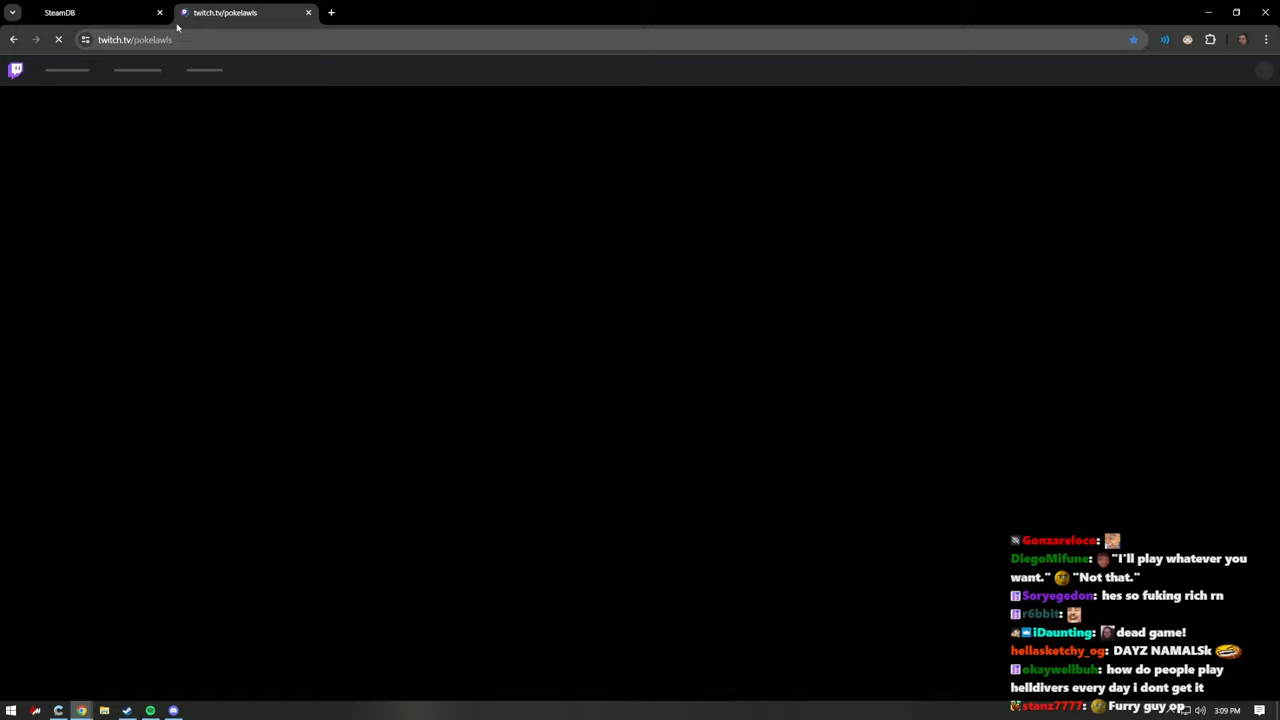 SteamDB
twitch.tv/pokelawls
twitch.tv/pokelawls
Gonzareloco:
DiegoMifune: "I'll play whatever you
want." "Not that."
Soryegedon: hes so fuking rich rn
r6bbit:
iDaunting: dead game!
hellasketchy_og: DAYZ NAMALSk
okaywellbuh: how do people play
helldivers every day i dont get it
stanz7777: Furry guy op
3:09 PM